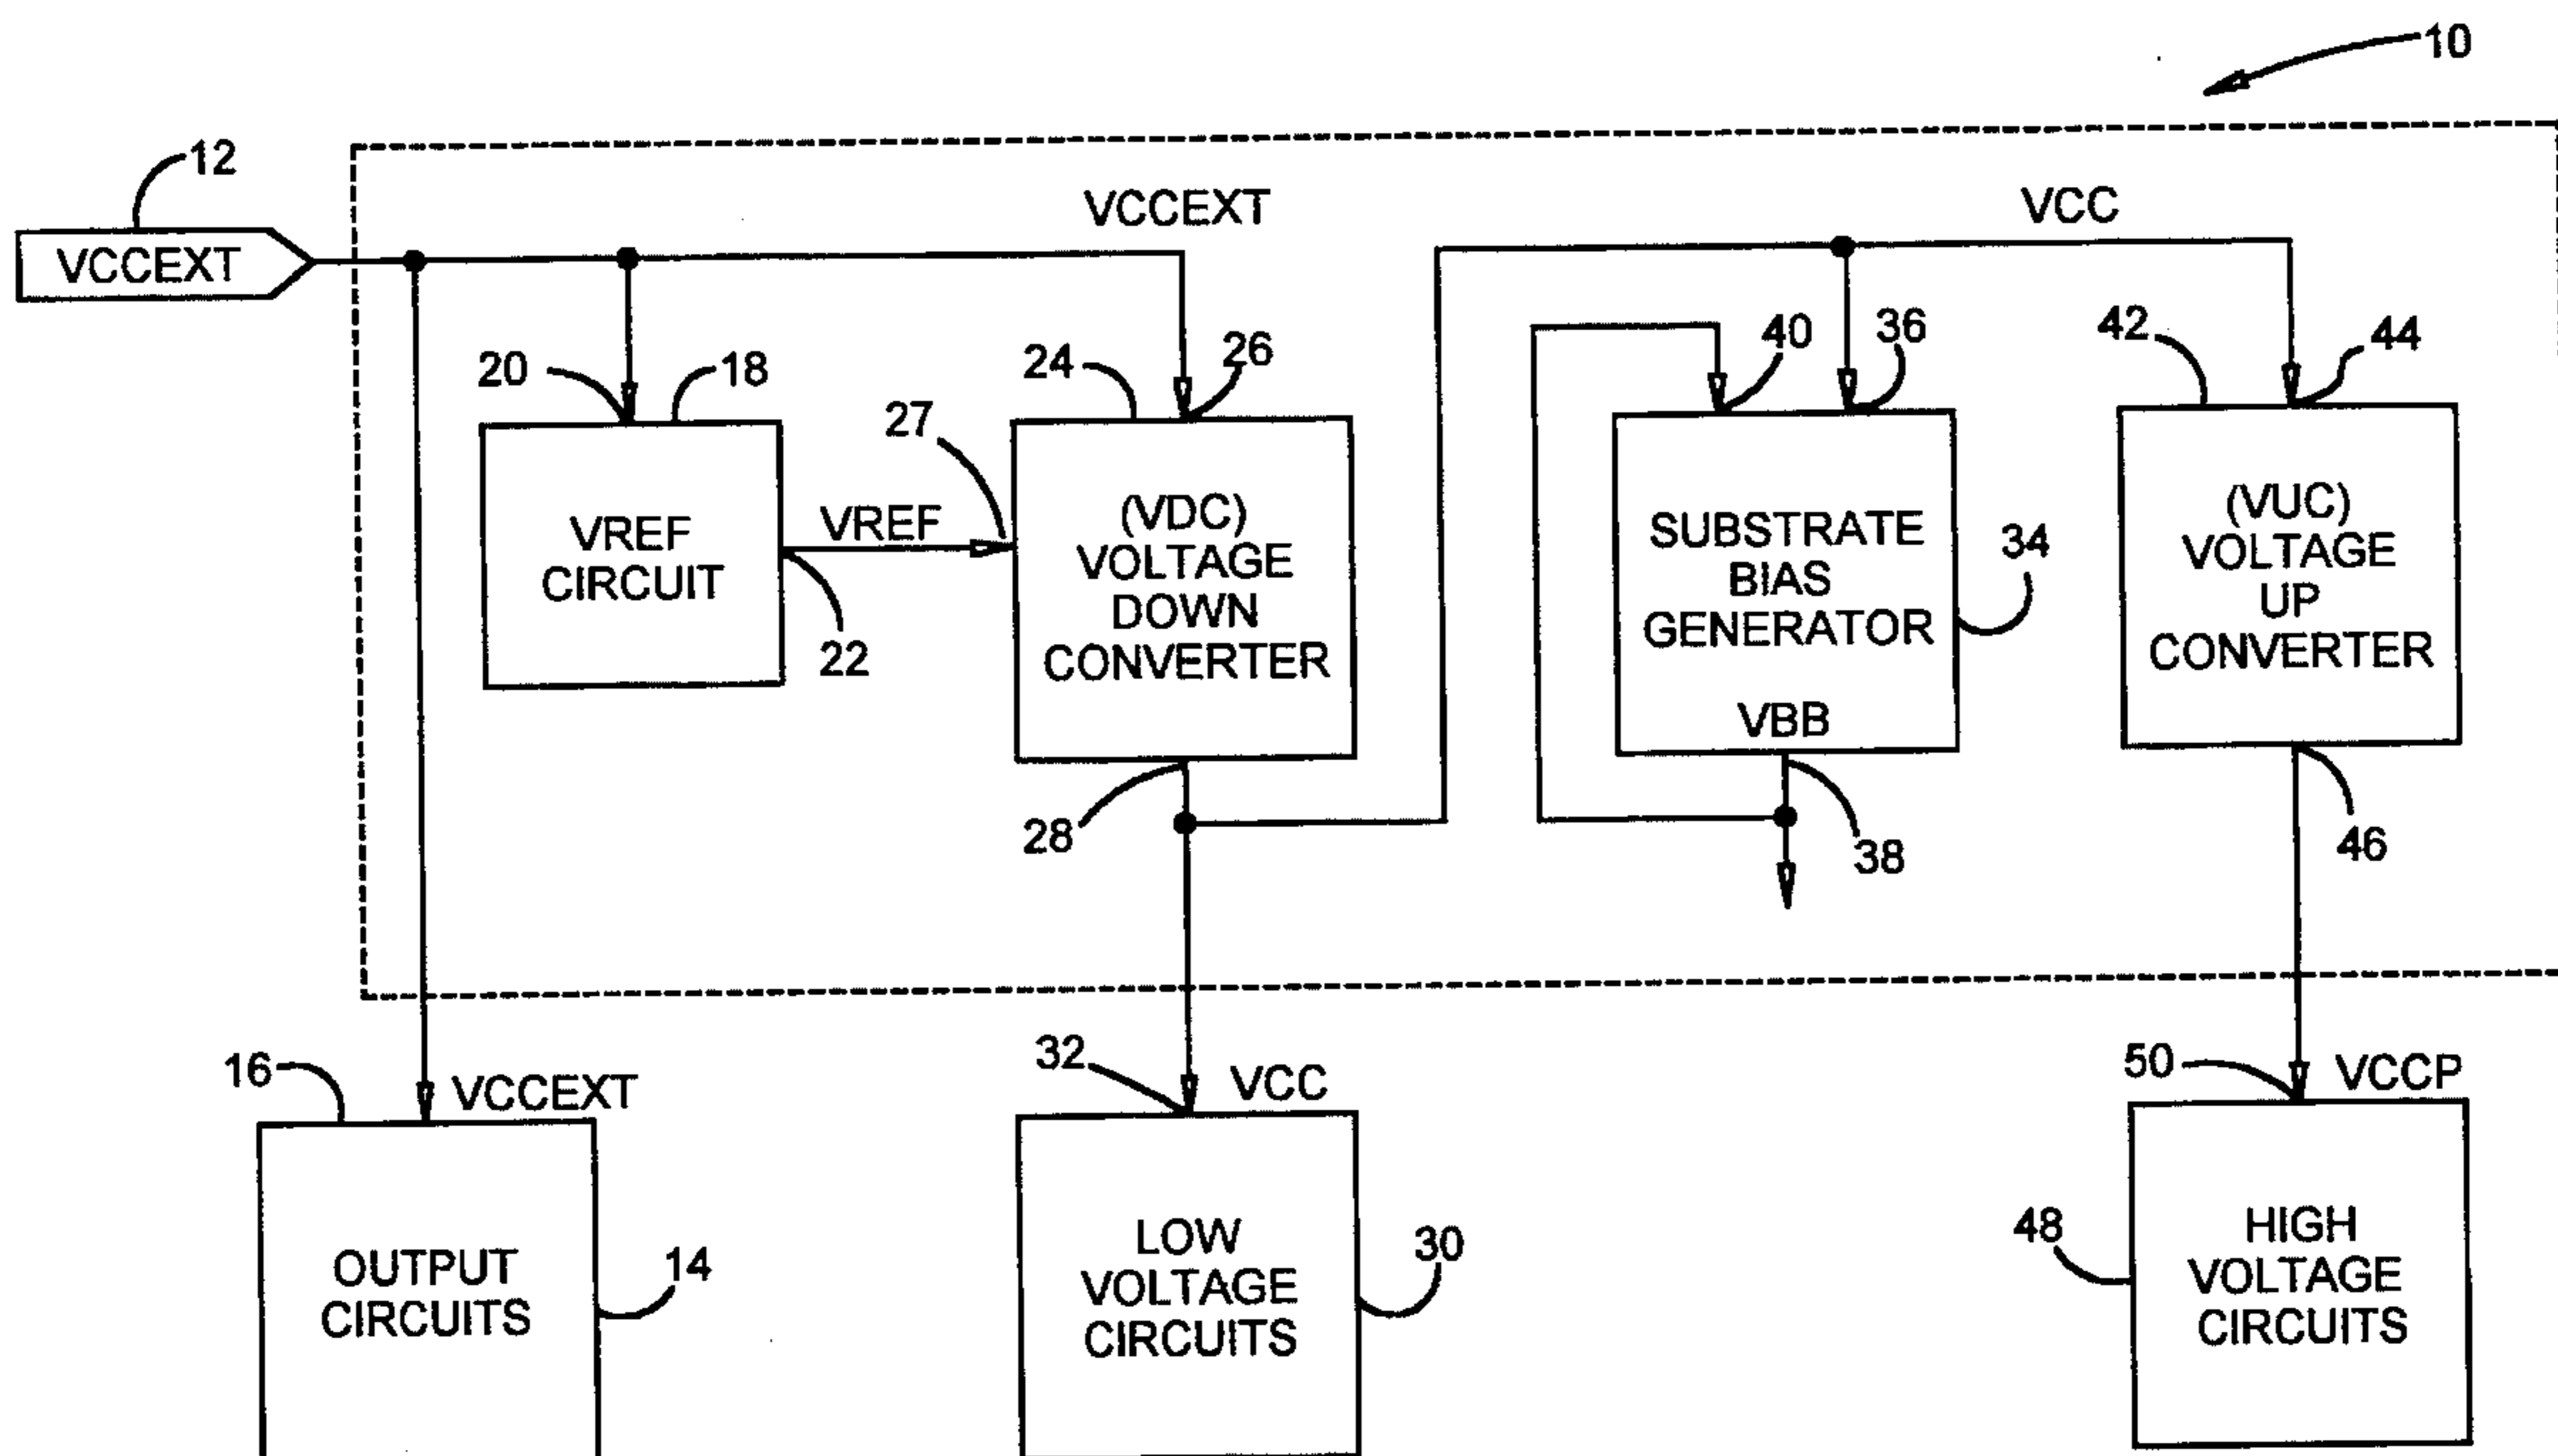 10
12
VCCEXT
VCCEXT
VCC
20
18
24
26
40
36
42
44
27
VREF
CIRCUIT
VREF
22
(VDC)
VOLTAGE
DOWN
CONVERTER
28
SUBSTRATE
BIAS
GENERATOR
VBB
34
38
(VUC)
VOLTAGE
UP
CONVERTER
46
16
VCCEXT
32
VCC
50
VCCP
OUTPUT
CIRCUITS
14
LOW
VOLTAGE
CIRCUITS
30
48
HIGH
VOLTAGE
CIRCUITS